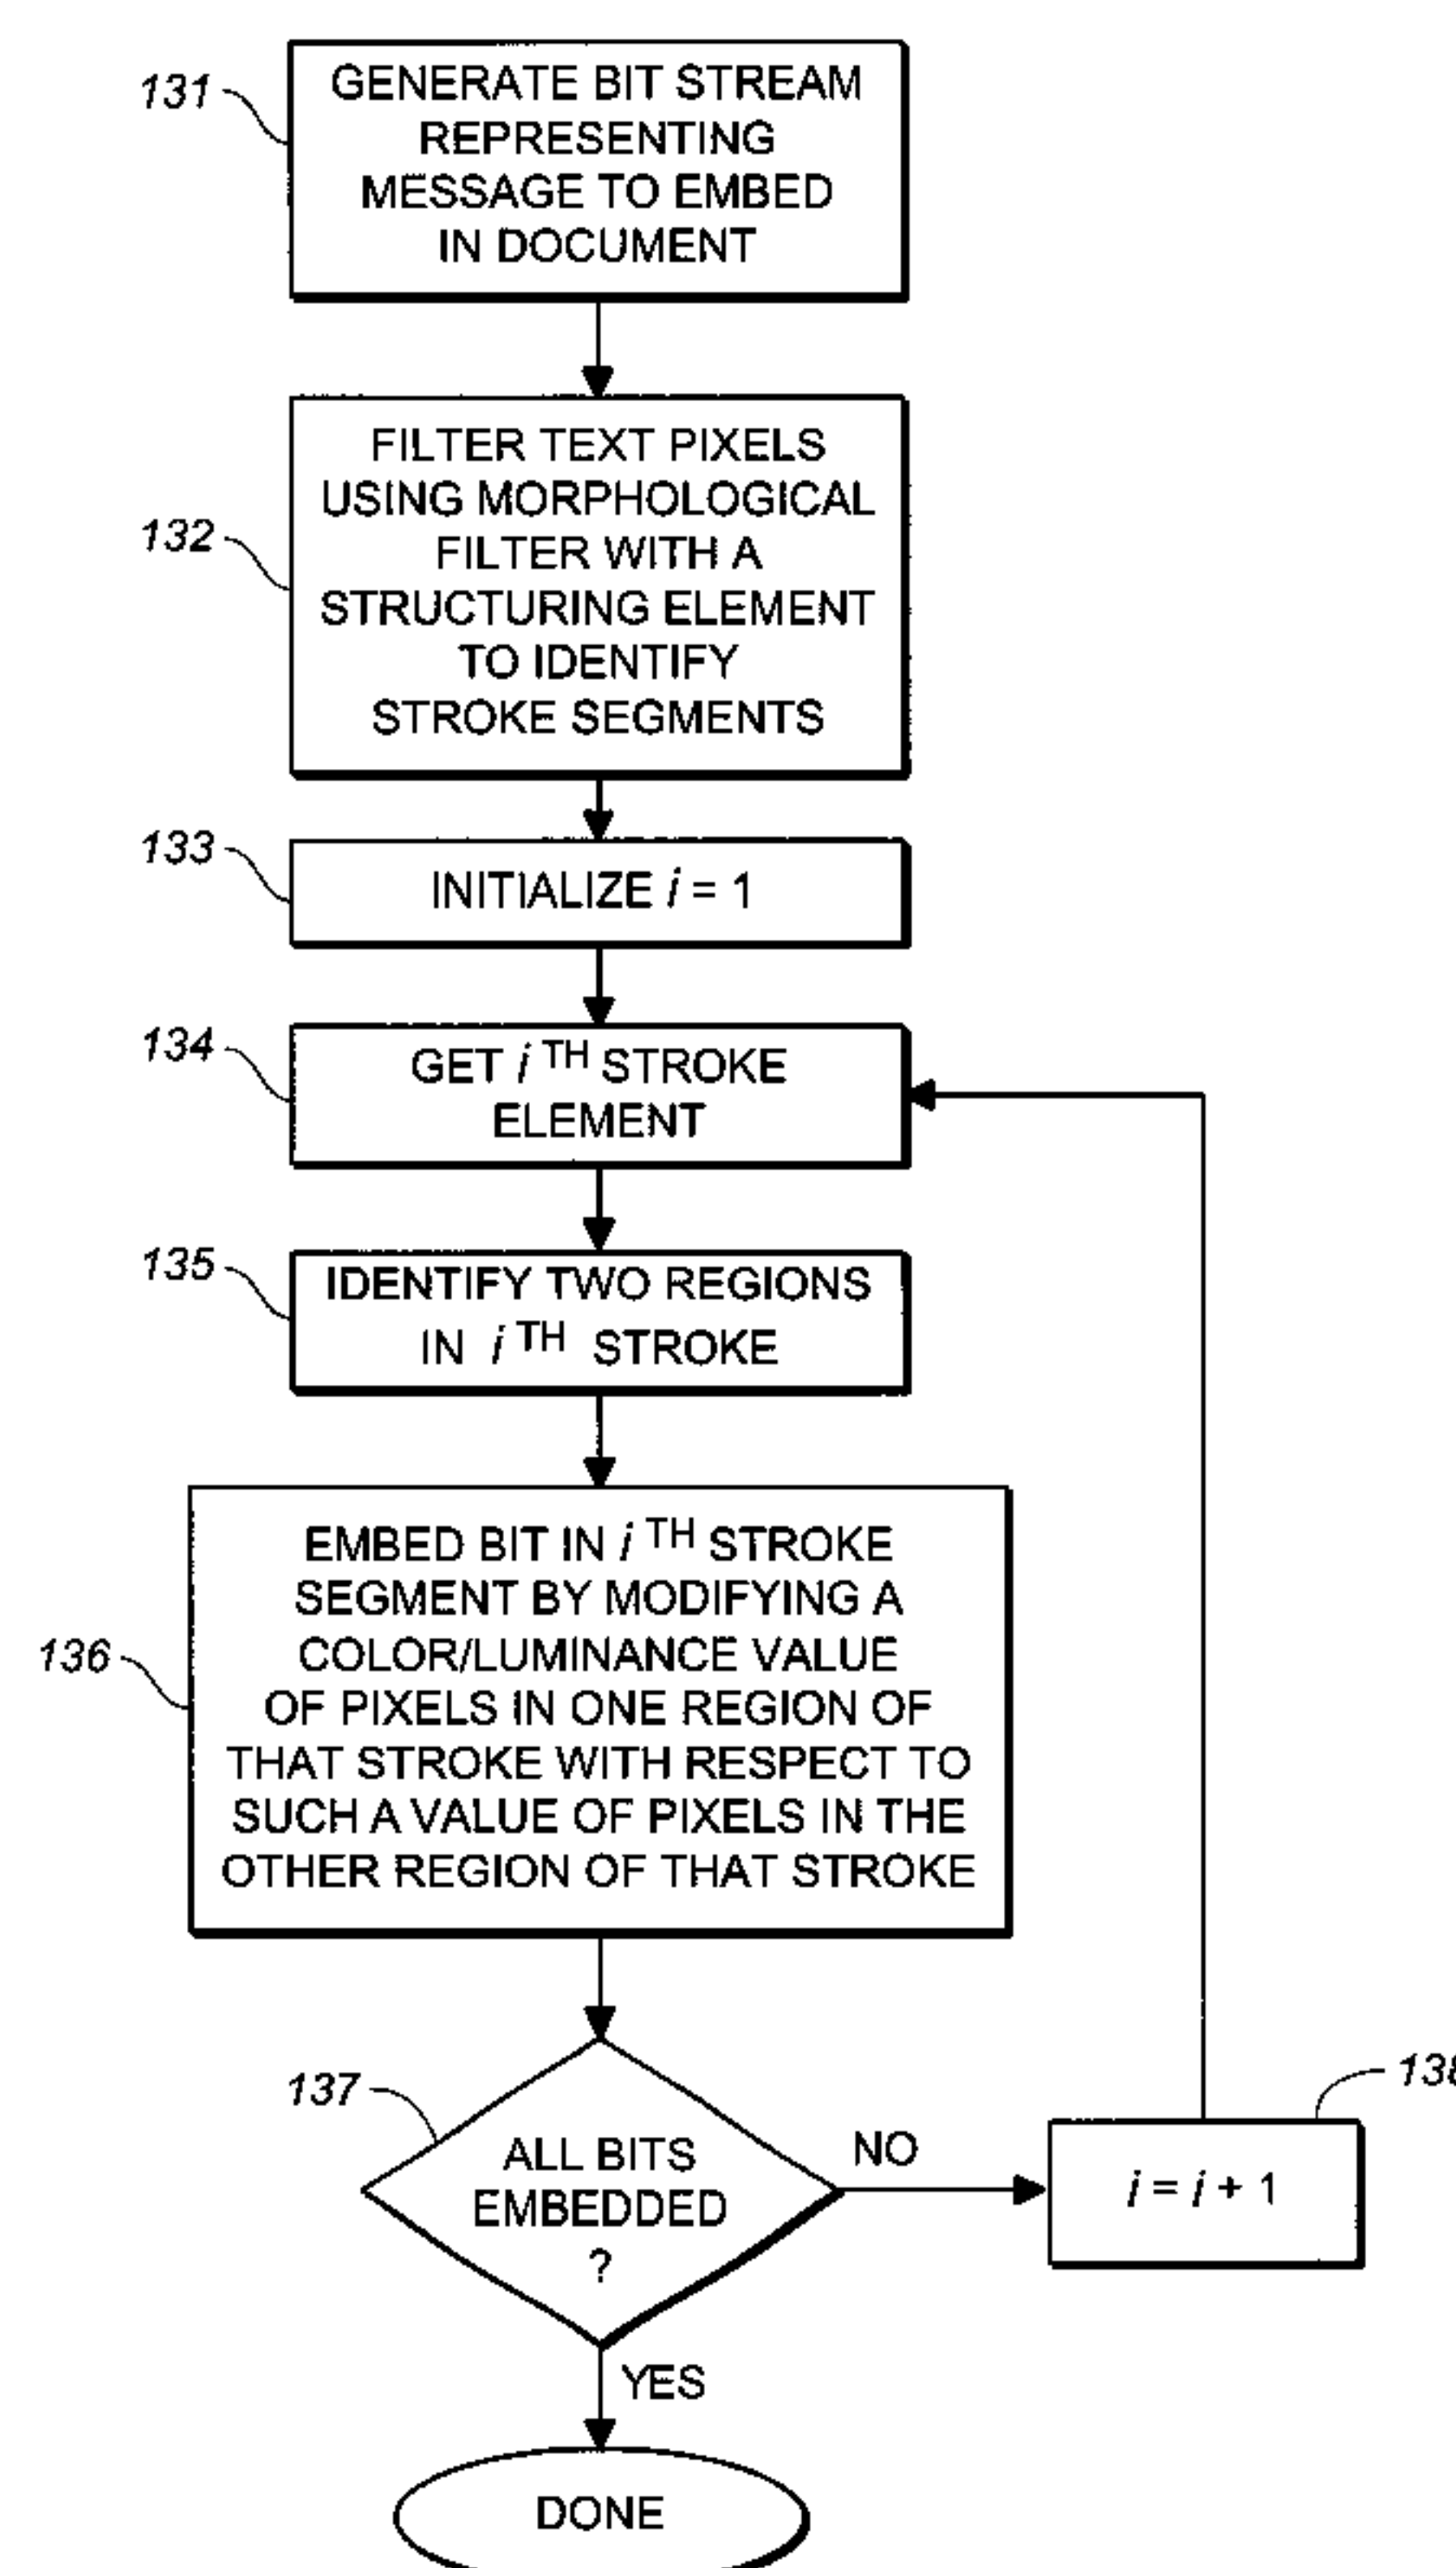 131
GENERATE BIT STREAM
REPRESENTING
MESSAGE TO EMBED
IN DOCUMENT
132
FILTER TEXT PIXELS
USING MORPHOLOGICAL
FILTER WITH A
STRUCTURING ELEMENT
TO IDENTIFY
STROKE SEGMENTS
133
INITIALIZE i = 1
134
GET i TH STROKE
ELEMENT
135
IDENTIFY TWO REGIONS
IN i TH STROKE
136
EMBED BIT IN i TH STROKE
SEGMENT BY MODIFYING A
COLOR/LUMINANCE VALUE
OF PIXELS IN ONE REGION OF
THAT STROKE WITH RESPECT TO
SUCH A VALUE OF PIXELS IN THE
OTHER REGION OF THAT STROKE
137
ALL BITS
EMBEDDED
?
NO
138
i = i + 1
YES
DONE